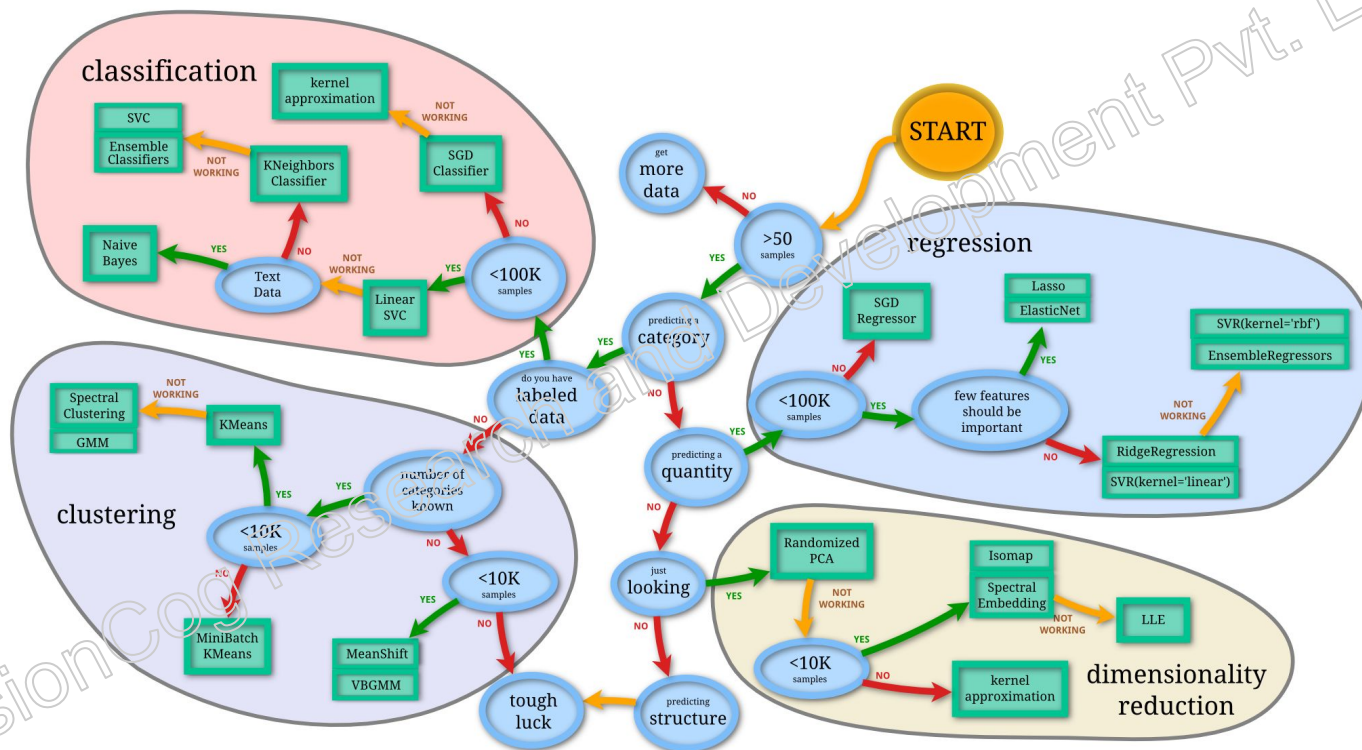 classification
kernel
approximation
NOT
WORKING
SVC
Ensemble
Classifiers
NOT
WORKING
KNeighbors
Classifier
SGD
Classifier
NO
NO
Naive
Bayes
YES
Text
Data
NOT
WORKING
Linear
SVC
YES
<100K
samples
START
get
more
data
NO
>50
samples
YES
predicting a
category
YES
NO
YES
do you have
labeled
data
NO
regression
SGD
Regressor
NO
<100K
samples
YES
Lasso
ElasticNet
YES
few features
should be
important
NO
SVR(kernel='rbf')
EnsembleRegressors
NOT
WORKING
RidgeRegression
SVR(kernel='linear')
predicting a
quantity
YES
NO
clustering
Spectral
Clustering
GMM
NOT
WORKING
KMeans
YES
<10K
samples
YES
number of
categories
known
NO
NO
MiniBatch
KMeans
<10K
samples
YES
NO
MeanShift
VBGMM
just
looking
YES
NO
predicting
structure
tough
luck
Randomized
PCA
NOT
WORKING
<10K
samples
YES
NO
Isomap
Spectral
Embedding
NOT
WORKING
LLE
kernel
approximation
dimensionality
reduction
Research and Development Pvt.